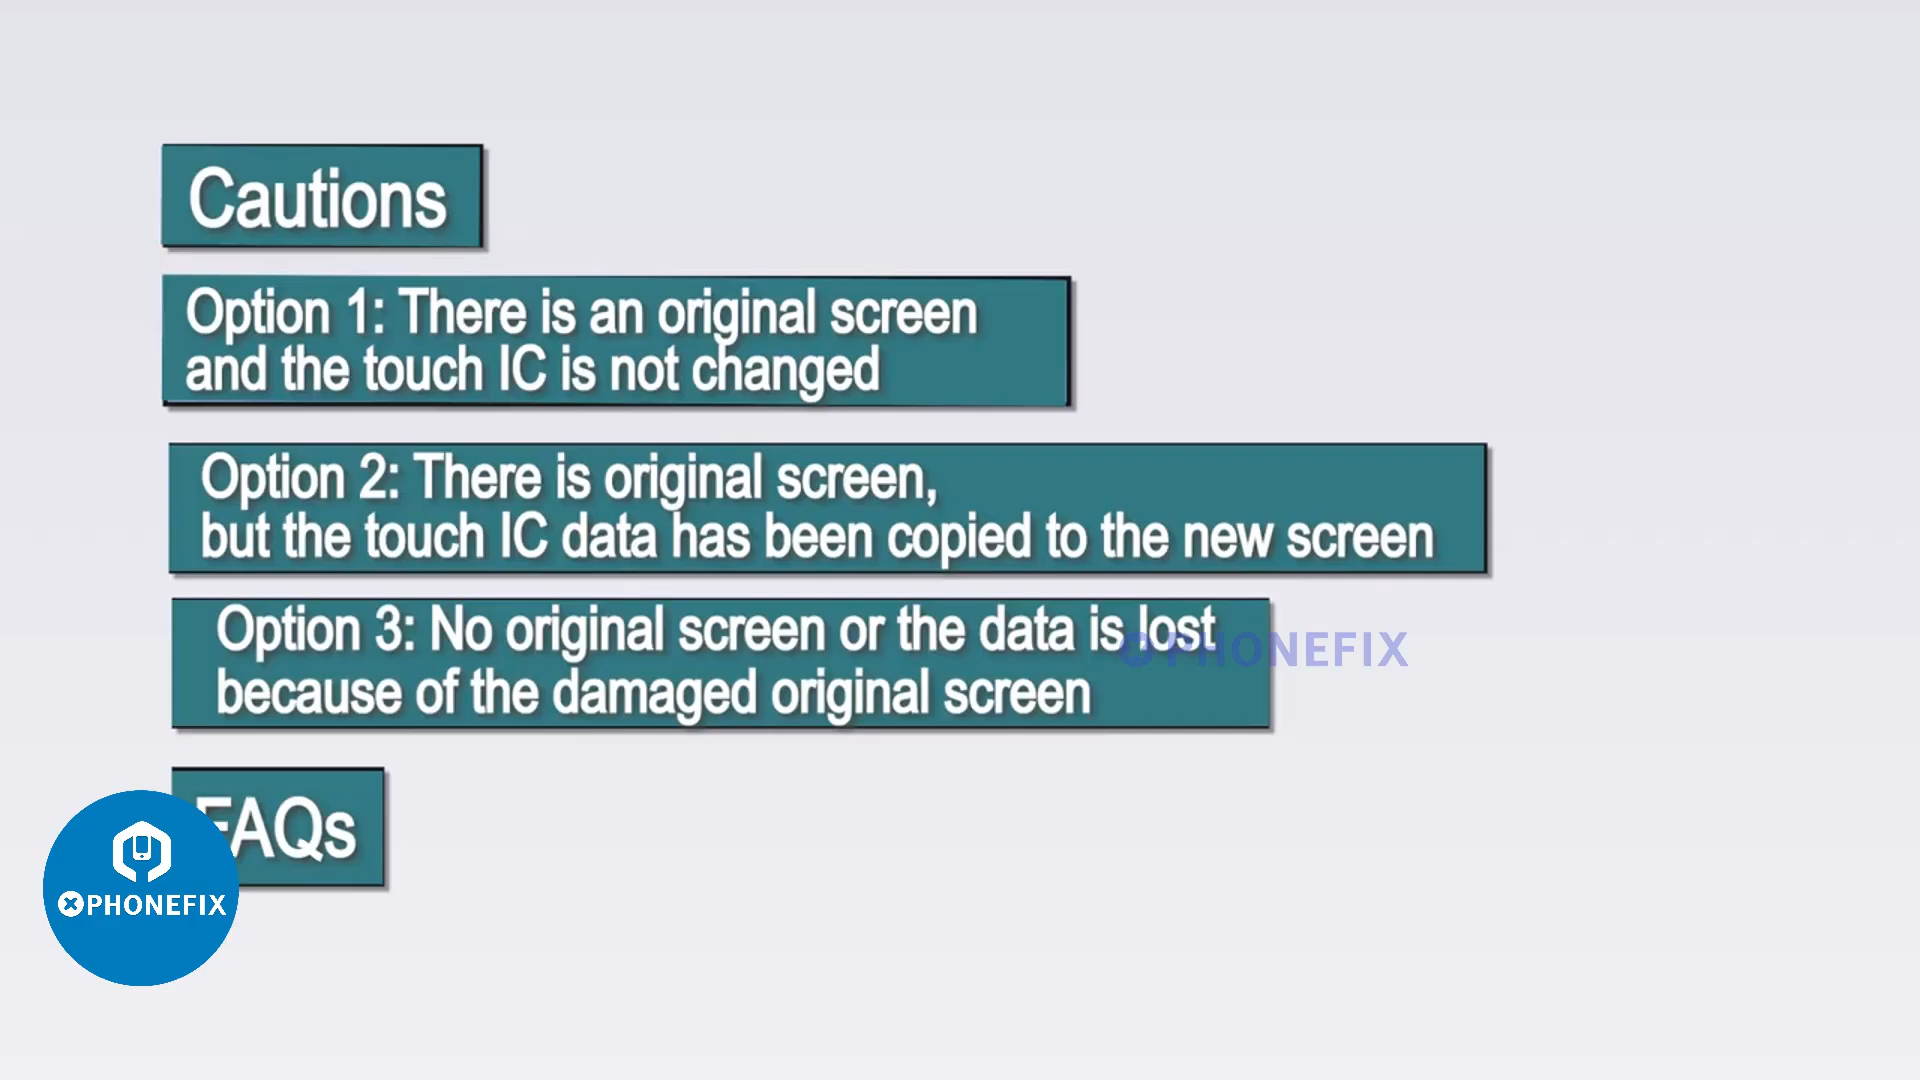 Cautions
Option 1: There is an original screen
and the touch IC is not changed
Option 2: There is original screen,
but the touch IC data has been copied to the new screen
Option 3: No original screen or the data is lost
because of the damaged original screen
PHONEFIX
FAQs
PHONEFIX